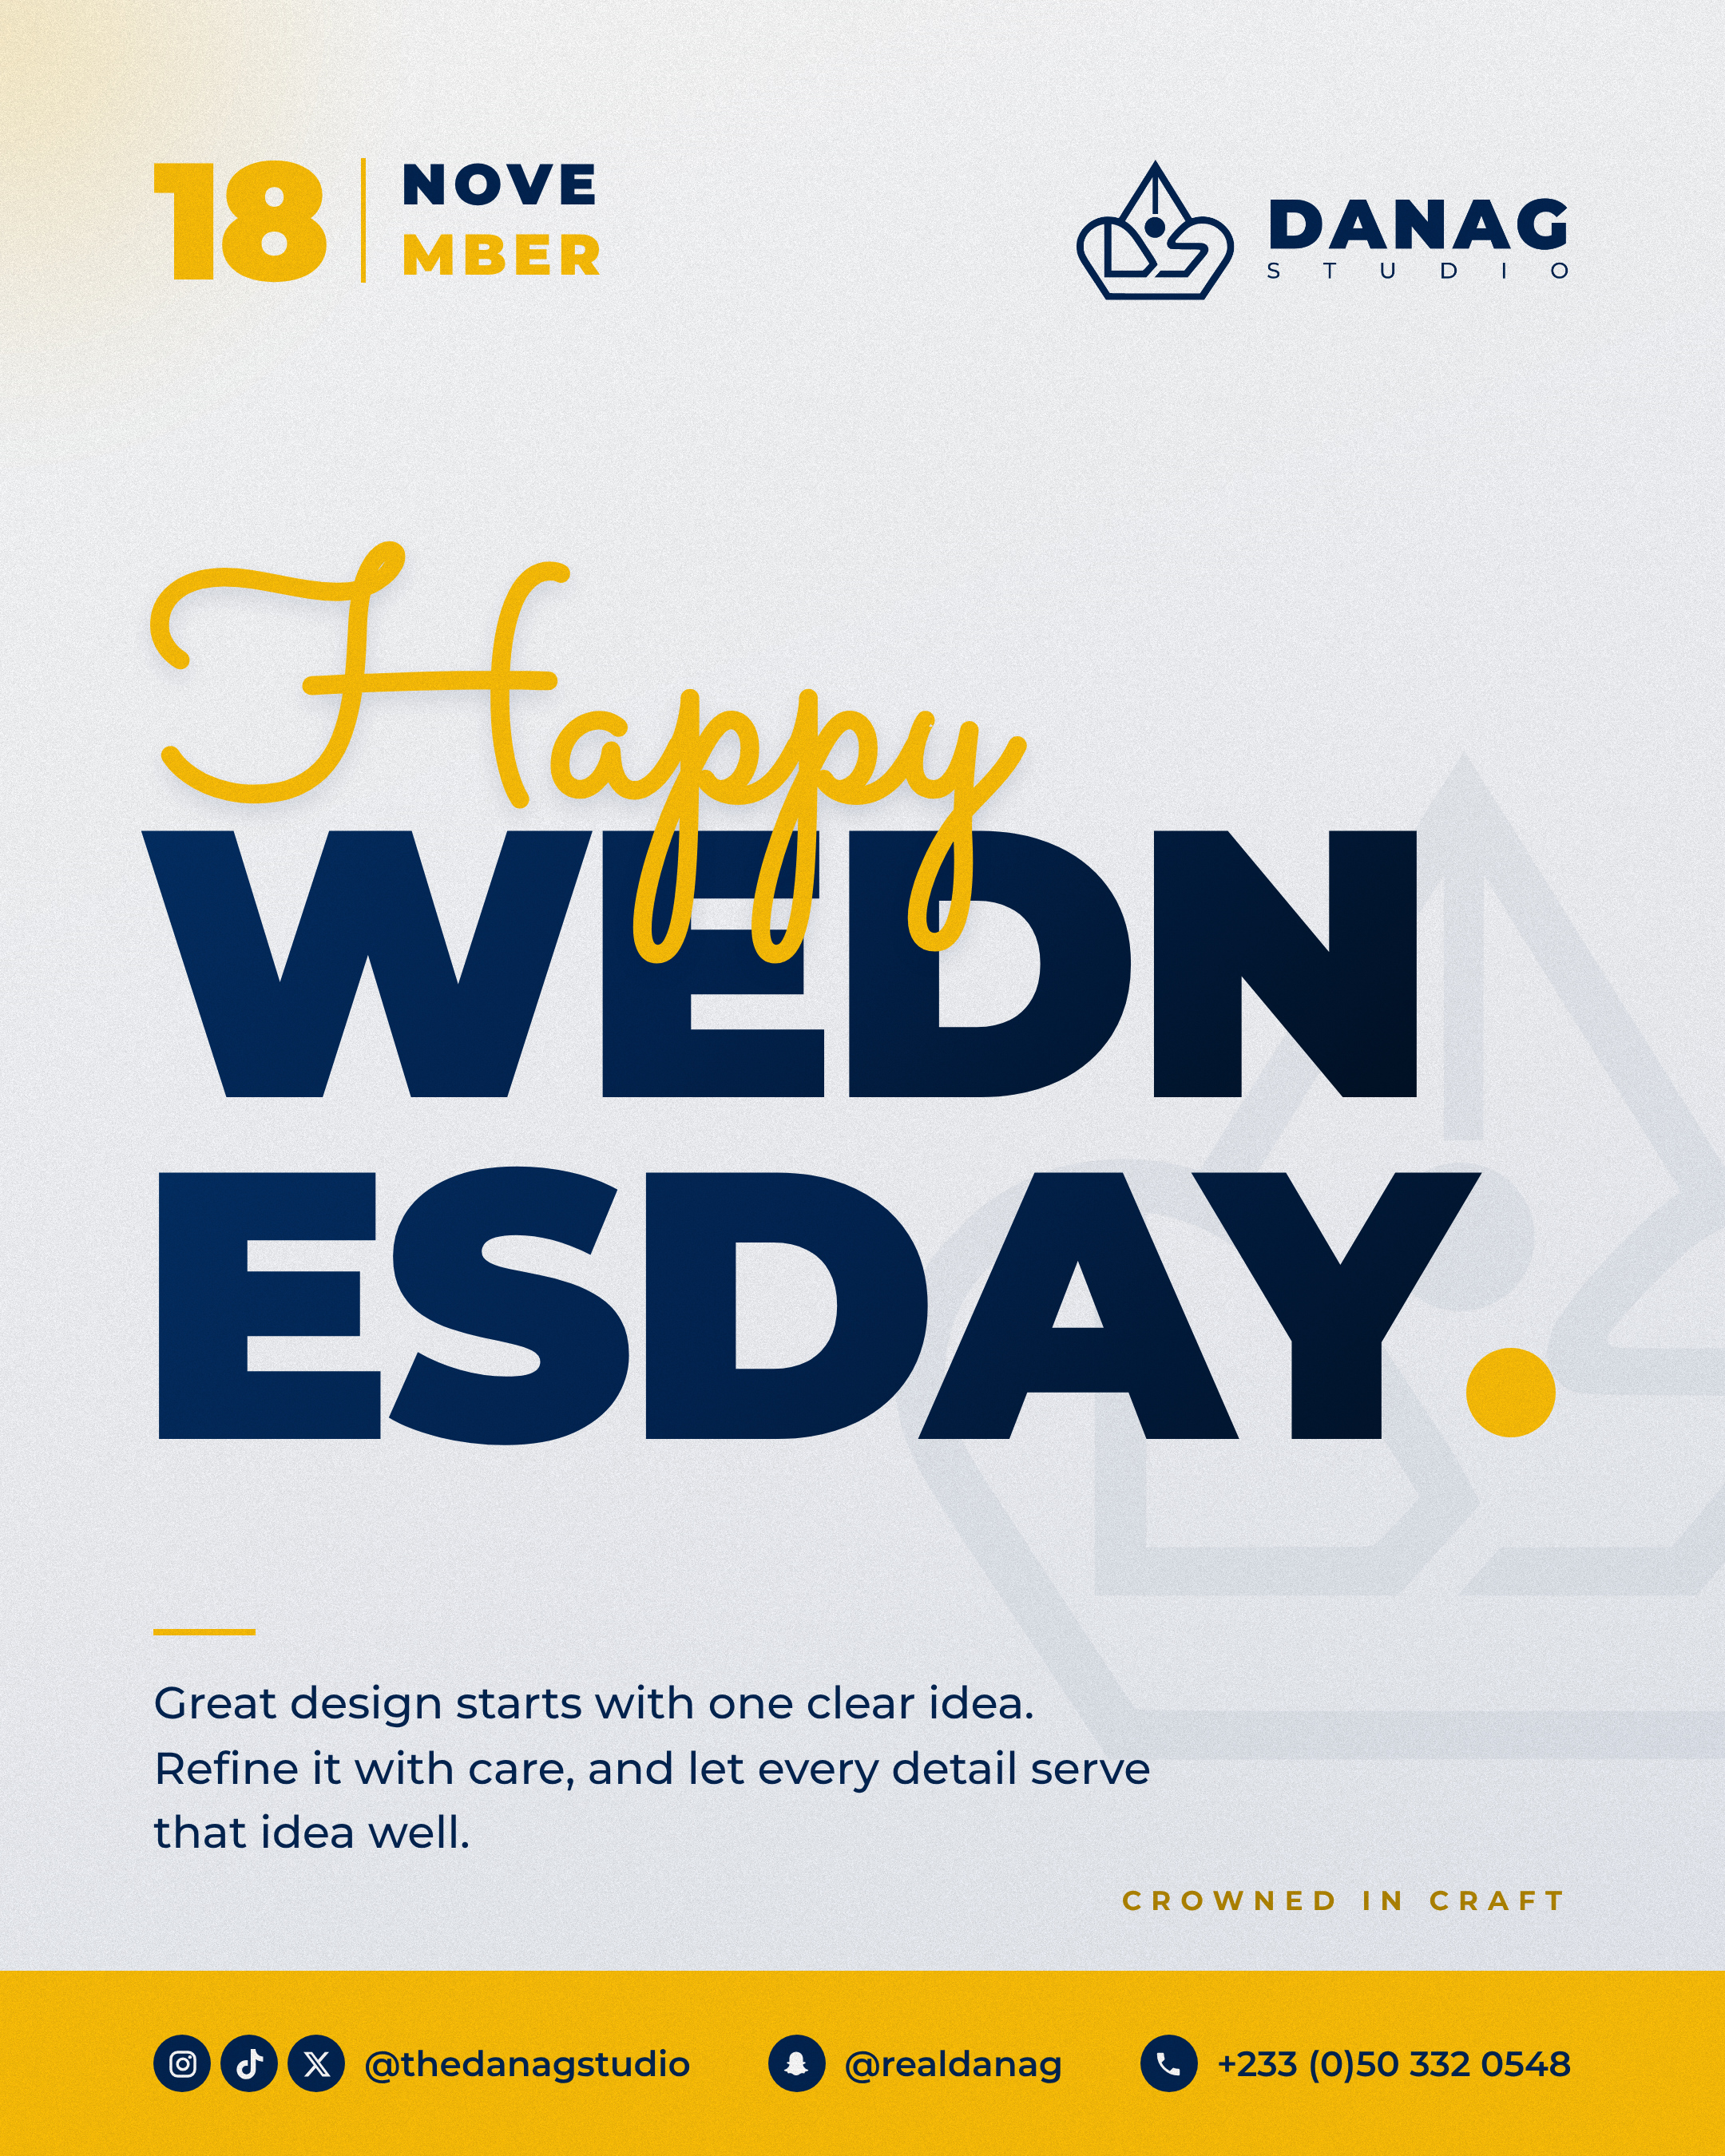 18
NOVE
MBER
DANAG
STUDIO
Happy
WEDN
ESDAY.
Great design starts with one clear idea.
Refine it with care, and let every detail serve
that idea well.
CROWNED IN CRAFT
@thedanagstudio
@realdanag
+233 (0)50 332 0548